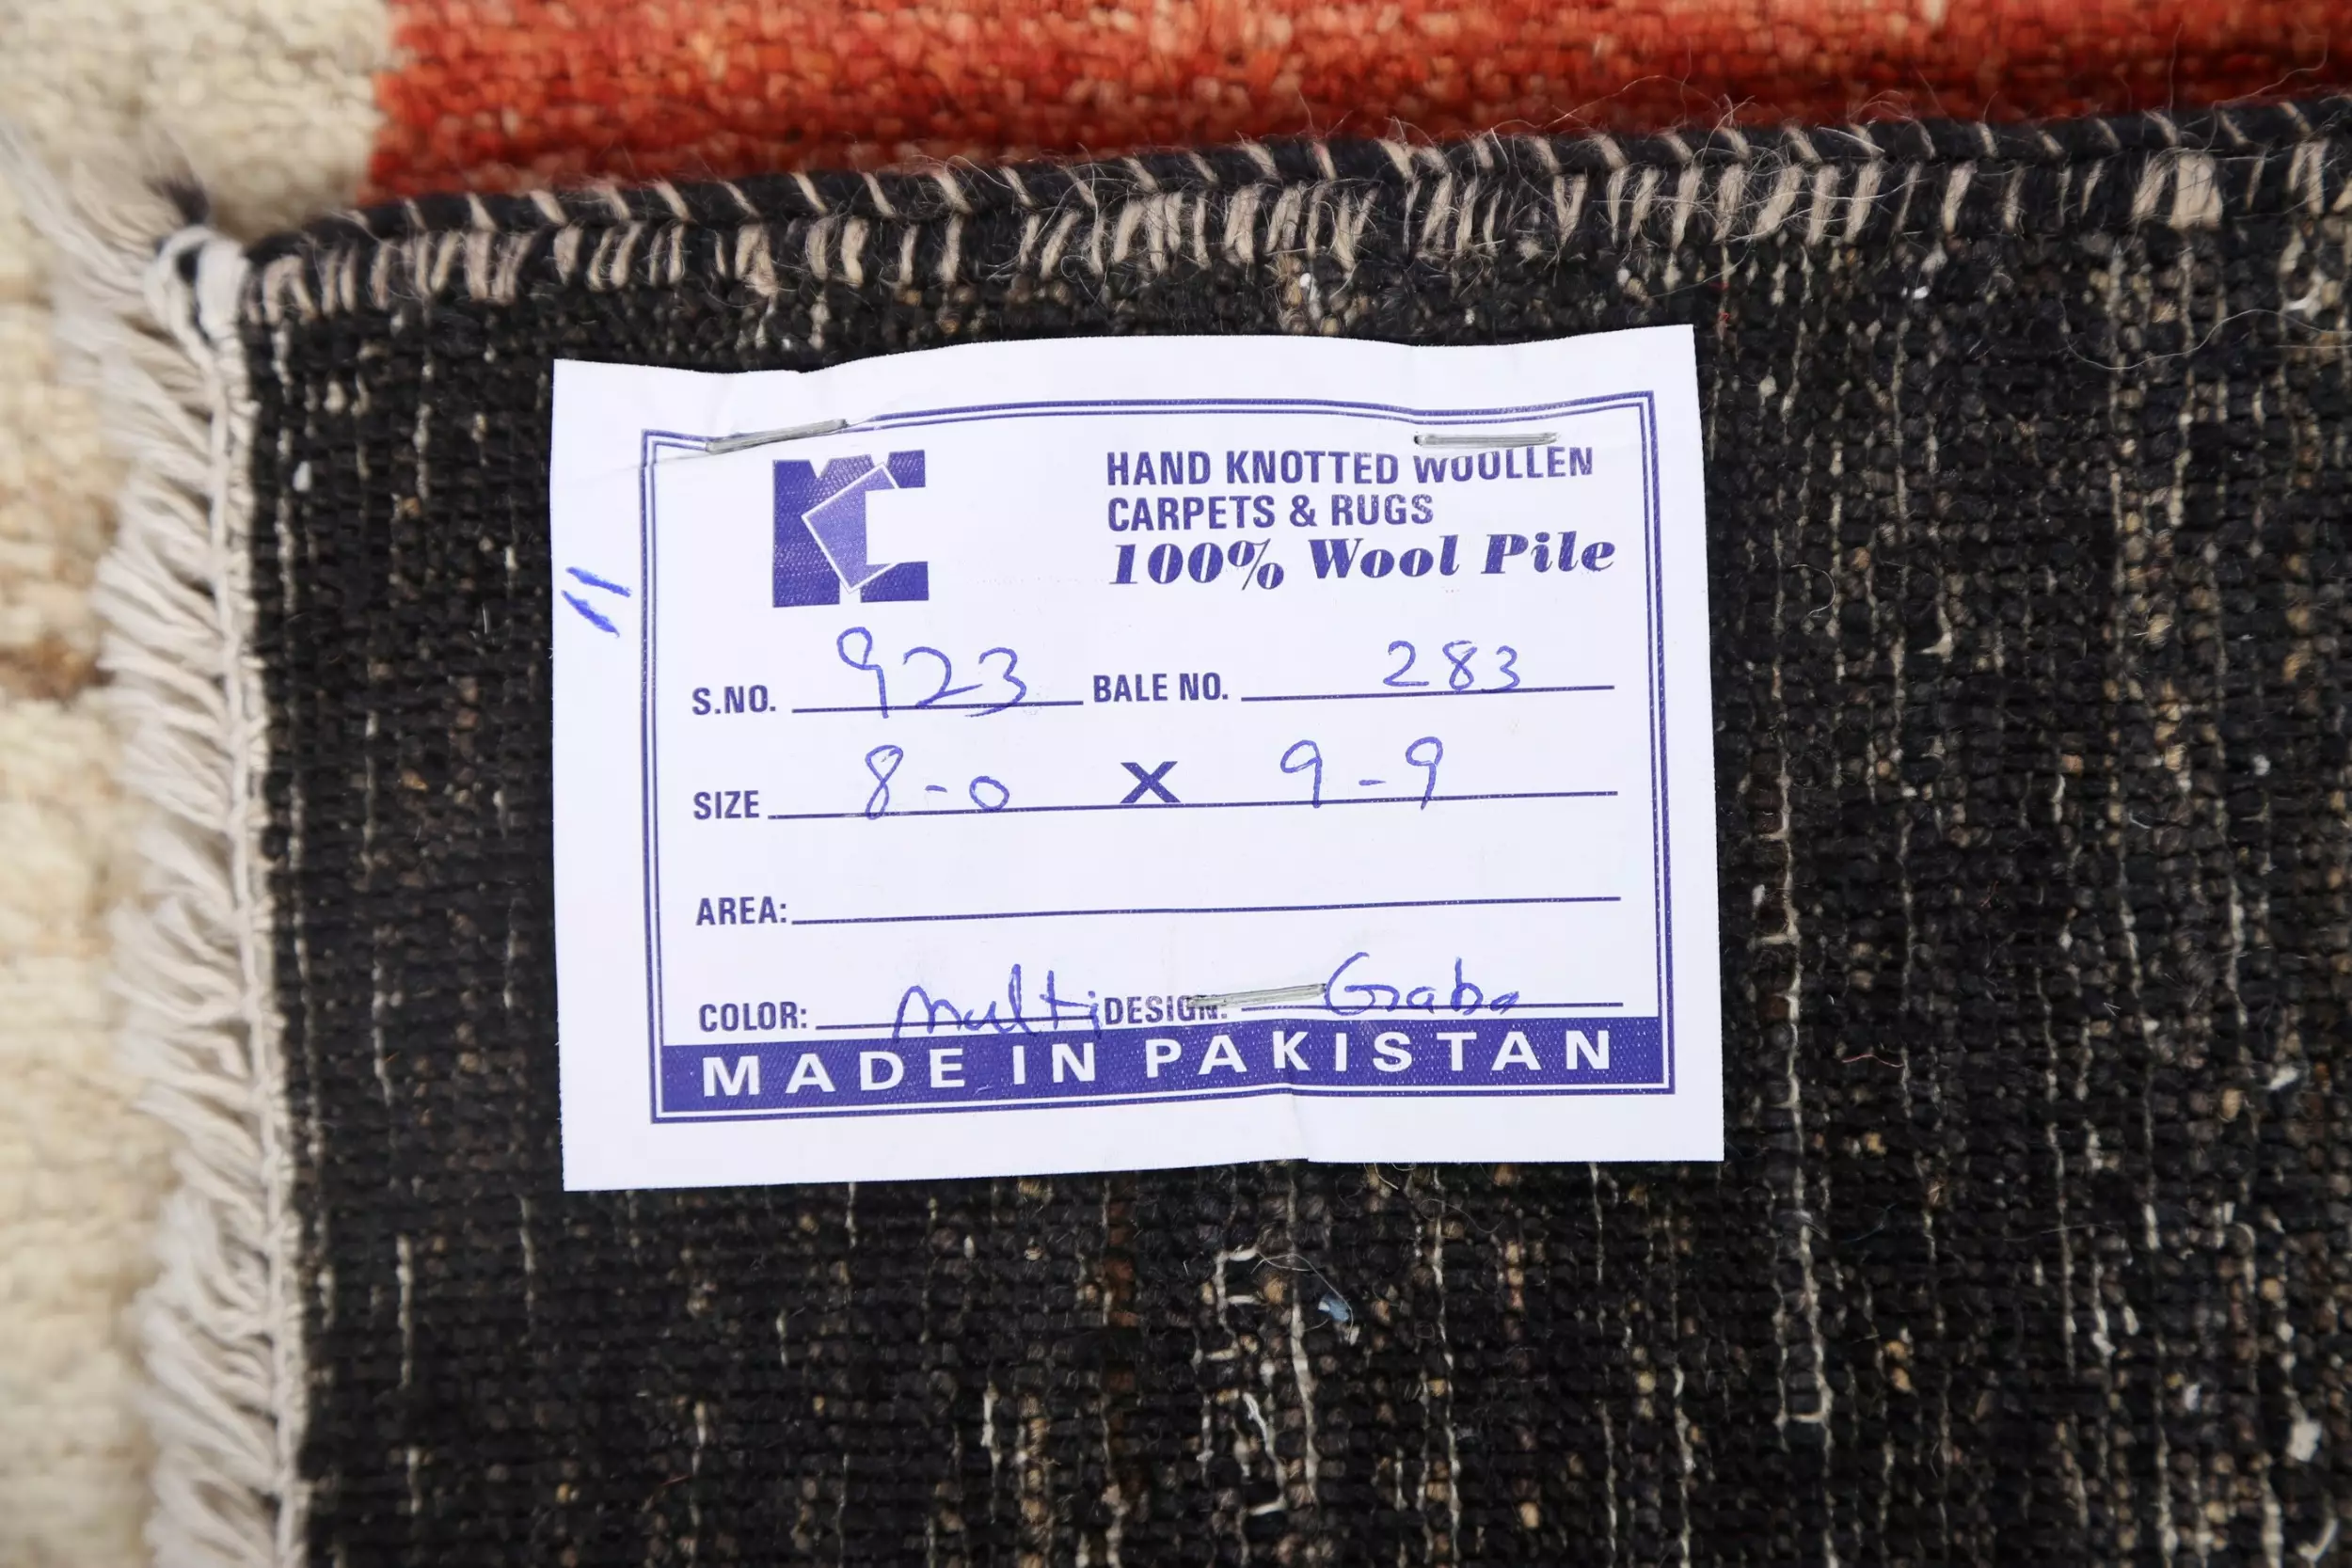 HAND KNOTTED WOOLLEN
CARPETS & RUGS
100% Wool Pile
S.NO. 923 BALE NO. 283
SIZE 8-0 X 9-9
AREA:
COLOR: Multi DESIGN: Gabo
MADE IN PAKISTAN